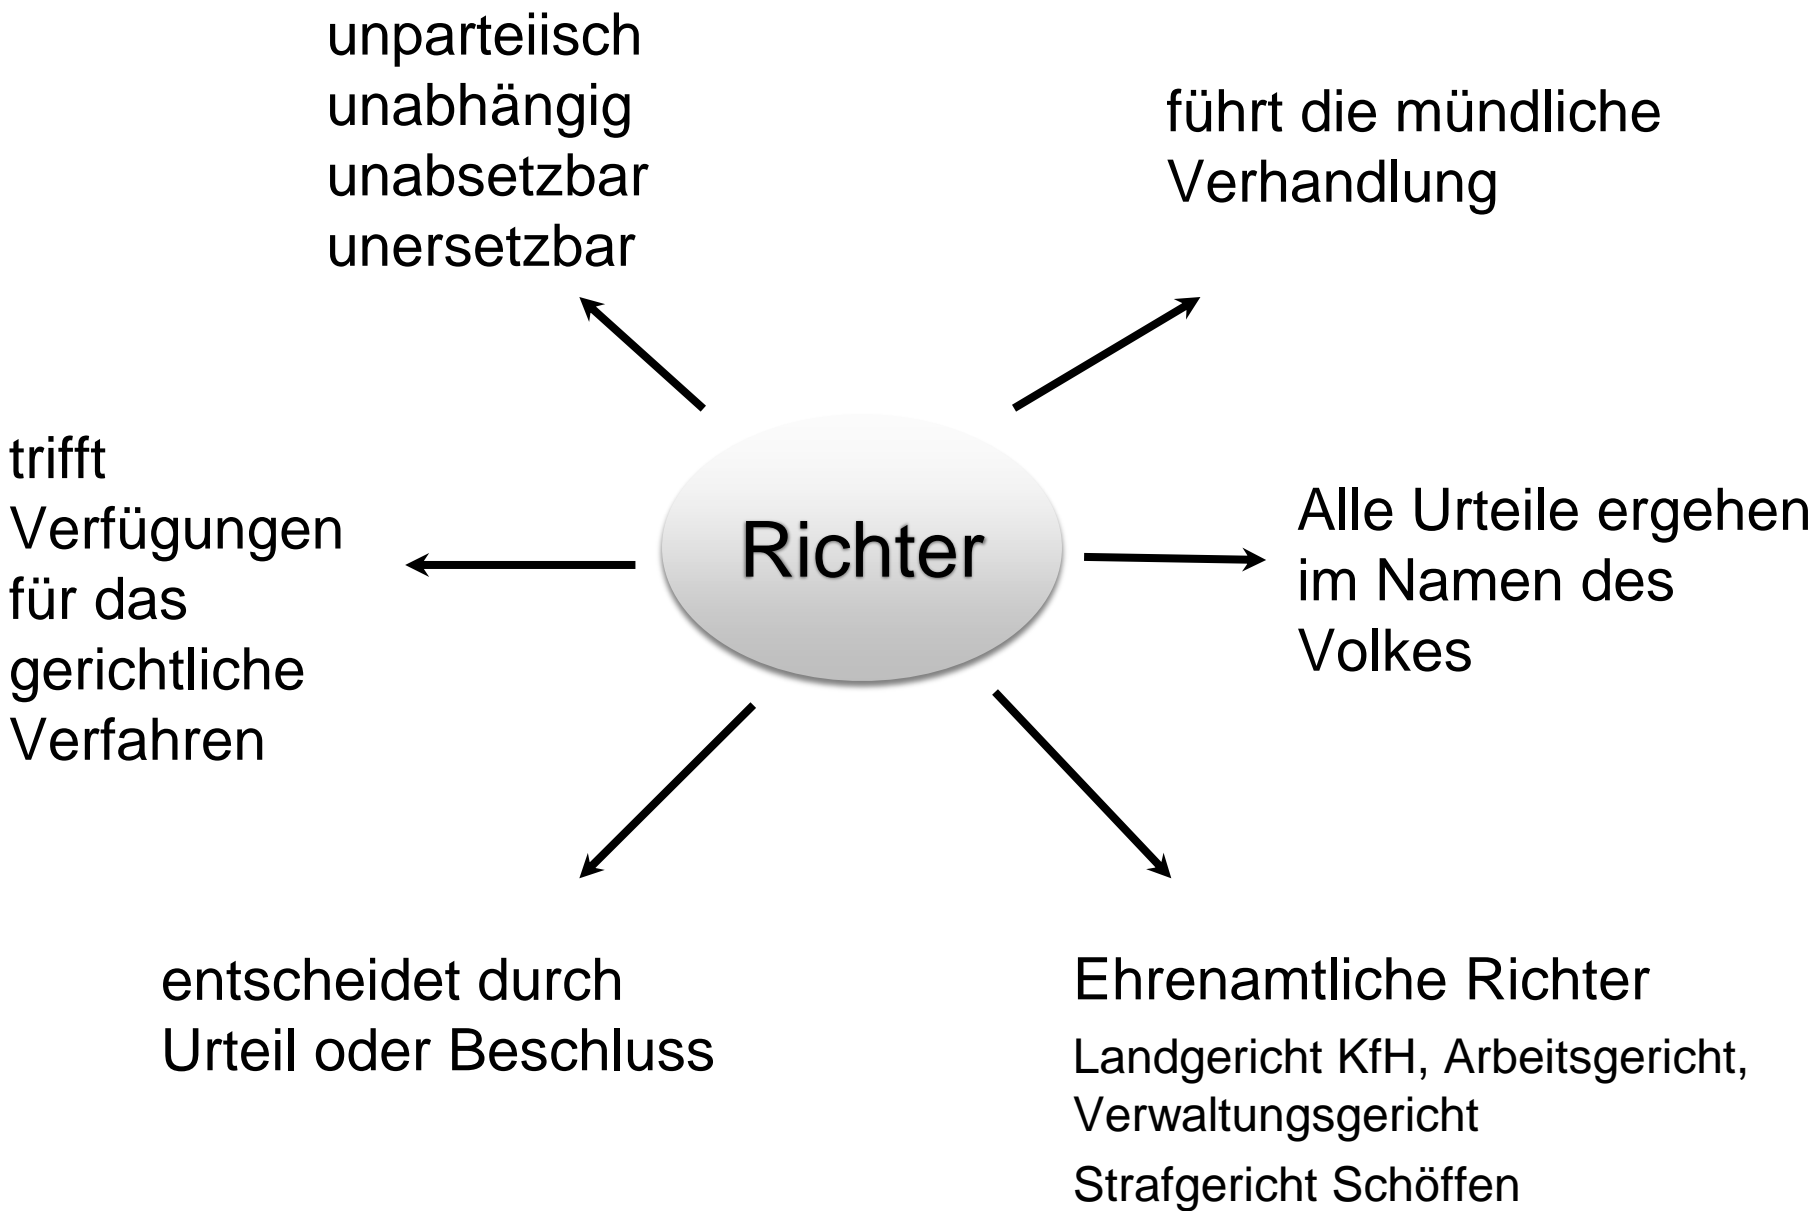 unparteiisch
unabhängig
unabsetzbar
unersetzbar
führt die mündliche
Verhandlung
trifft
Verfügungen
für das
gerichtliche
Verfahren
Richter
Alle Urteile ergehen
im Namen des
Volkes
entscheidet durch
Urteil oder Beschluss
Ehrenamtliche Richter
Landgericht KfH, Arbeitsgericht,
Verwaltungsgericht
Strafgericht Schöffen